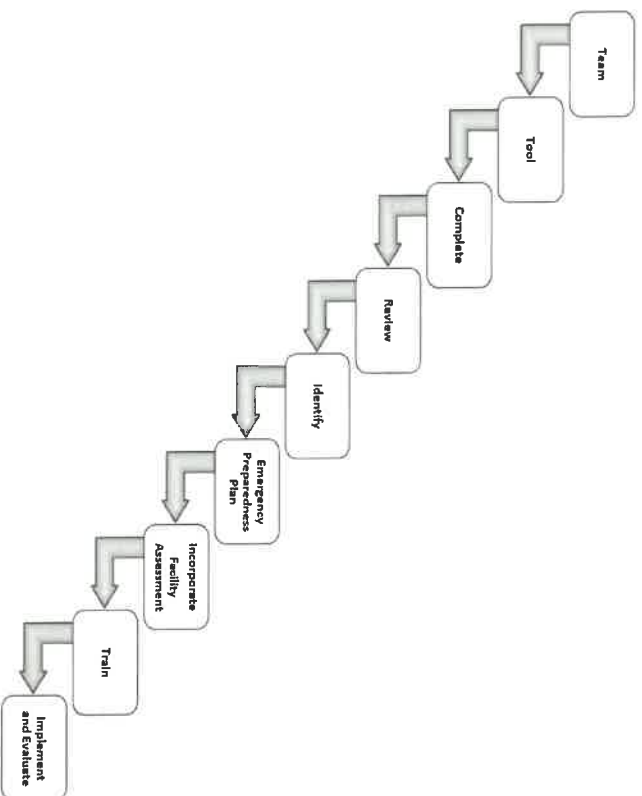 Team
Tool
Complete
Review
Identify
Emergency
Preparedness
Plan
Incorporate
Facility
Assessment
Train
Implement
and Evaluate